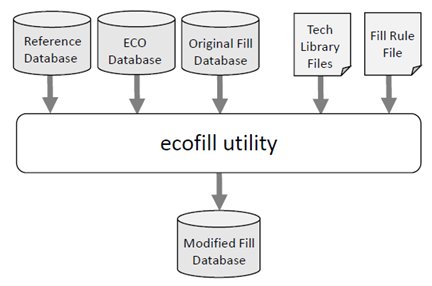 Reference
Database
ECO
Database
Original Fill
Database
Tech
Library
Files
Fill Rule
File
ecofill utility
Modified Fill
Database